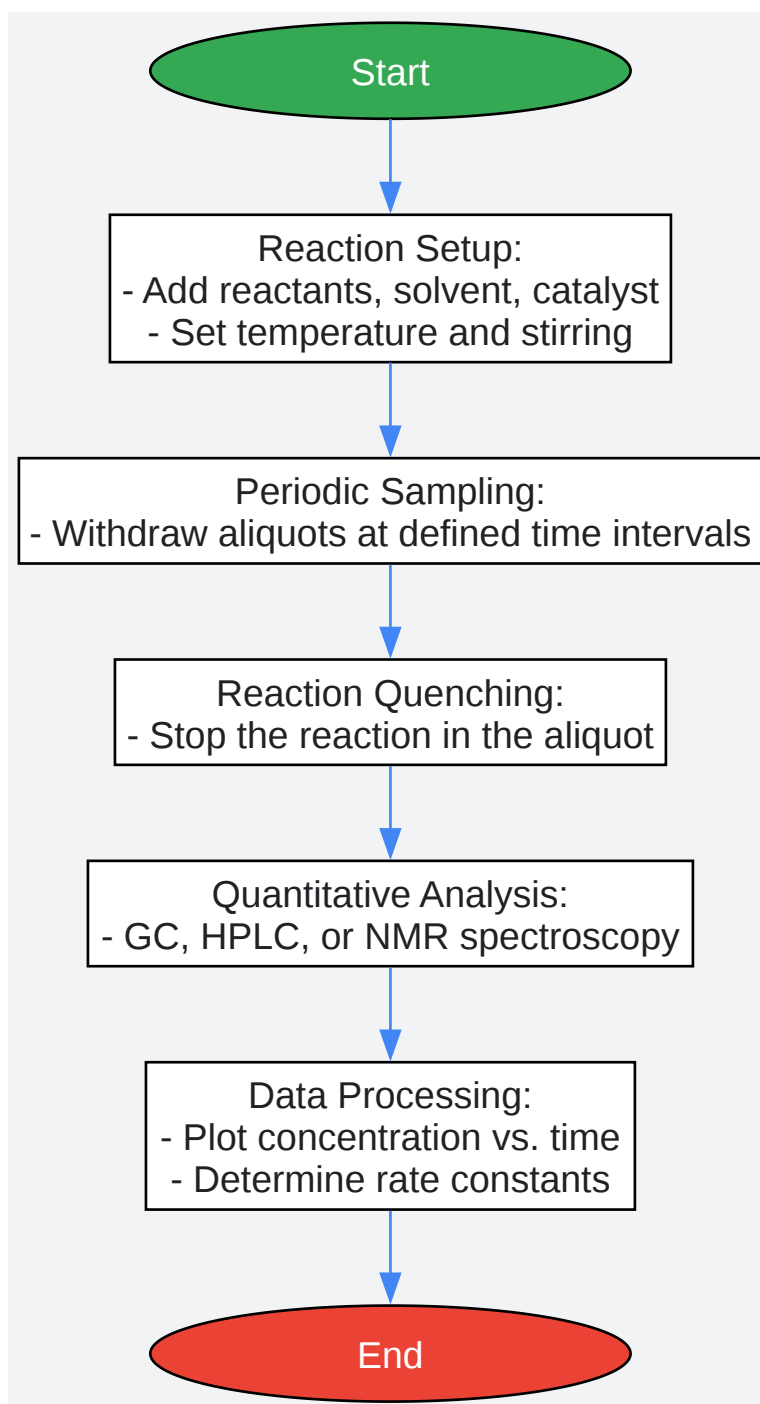 Start
Reaction Setup:
- Add reactants, solvent, catalyst
- Set temperature and stirring
Periodic Sampling:
- Withdraw aliquots at defined time intervals
Reaction Quenching:
- Stop the reaction in the aliquot
Quantitative Analysis:
- GC, HPLC, or NMR spectroscopy
Data Processing:
- Plot concentration vs. time
- Determine rate constants
End